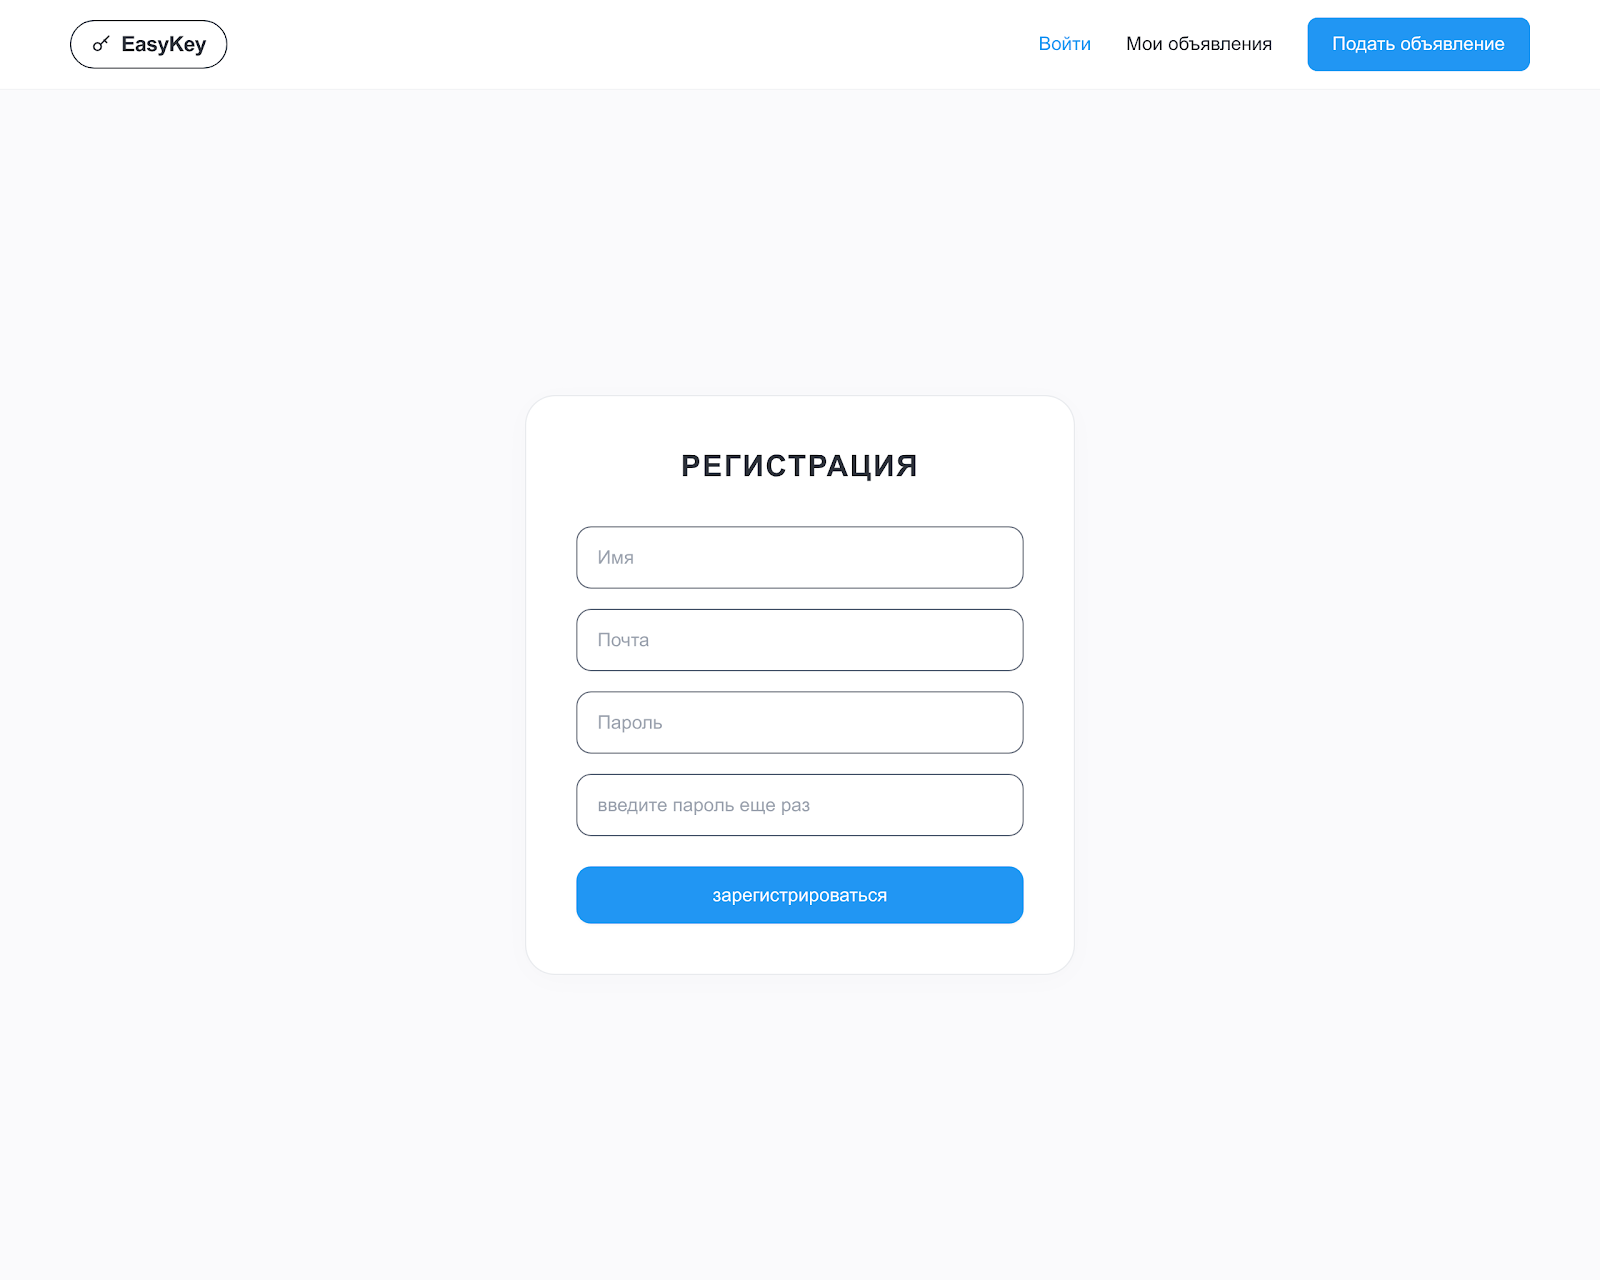 EasyKey
Войти
Мои объявления
Подать объявление
РЕГИСТРАЦИЯ
Имя
Почта
Пароль
введите пароль еще раз
зарегистрироваться